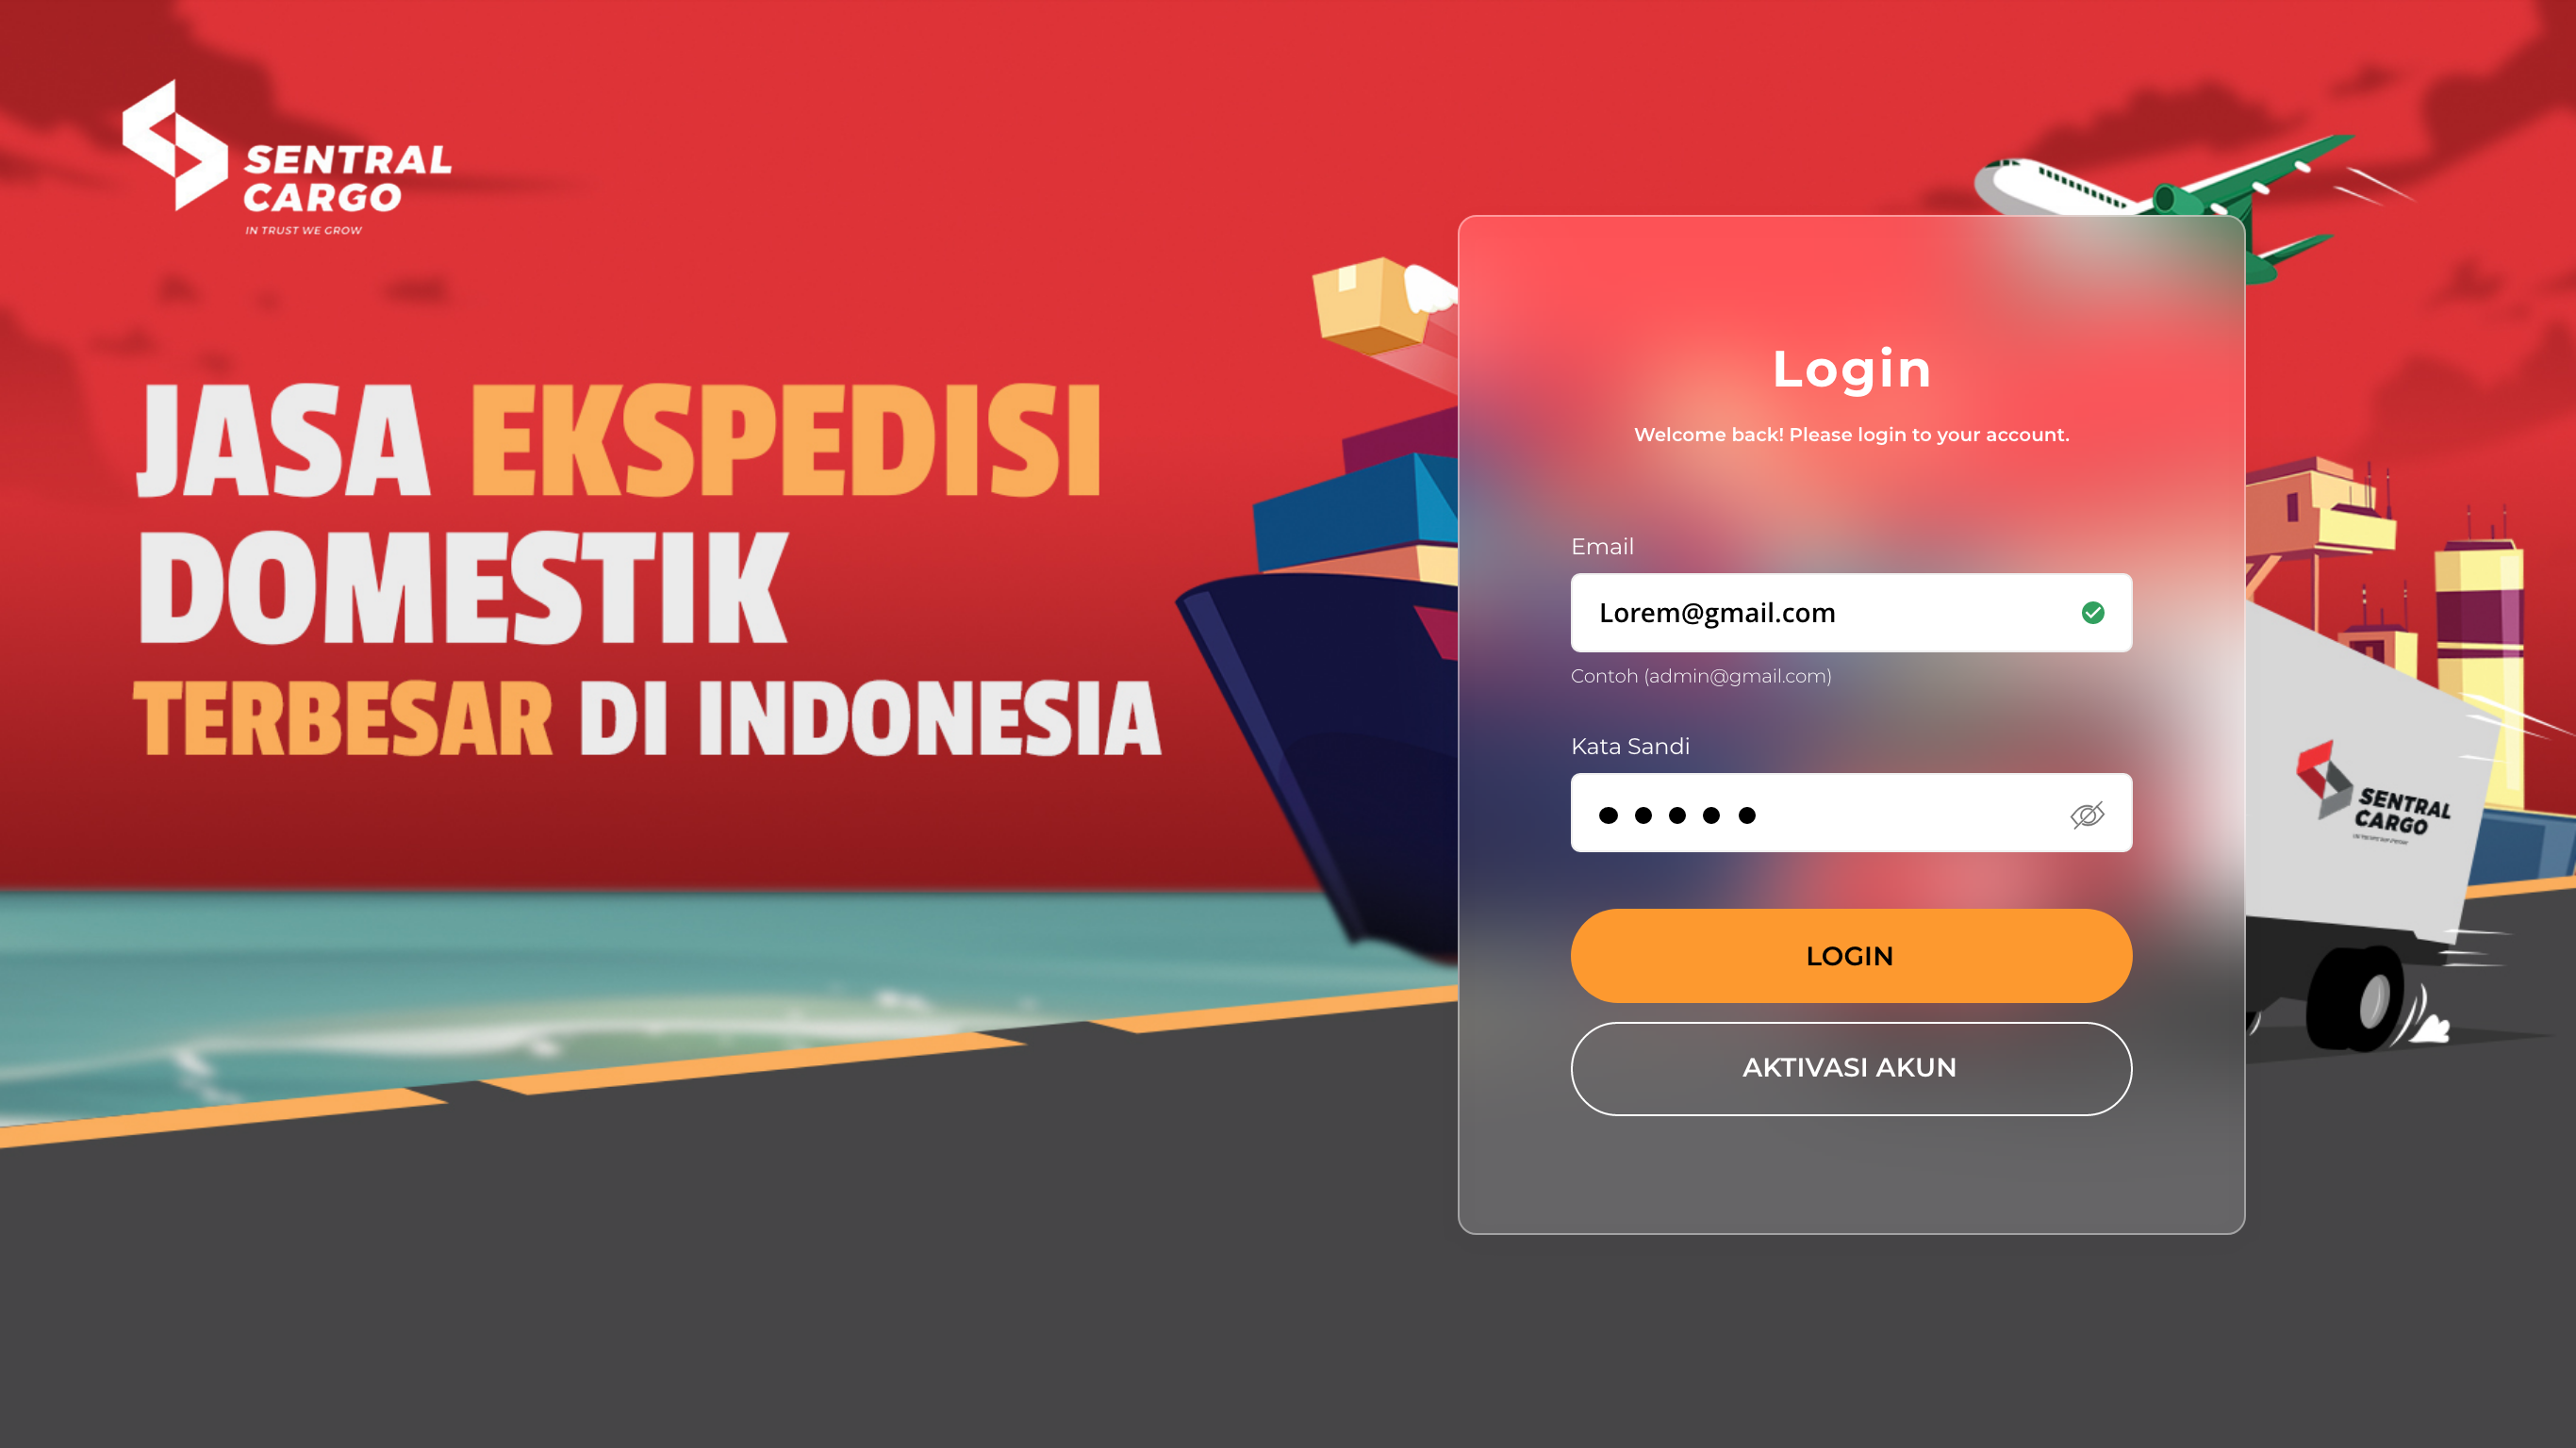 SENTRAL
CARGO
IN TRUST WE GROW
JASA EKSPEDISI
DOMESTIK
TERBESAR DI INDONESIA
Login
Welcome back! Please login to your account.
Email
Lorem@gmail.com
Contoh (admin@gmail.com)
Kata Sandi
LOGIN
AKTIVASI AKUN
SENTRAL
CARGO